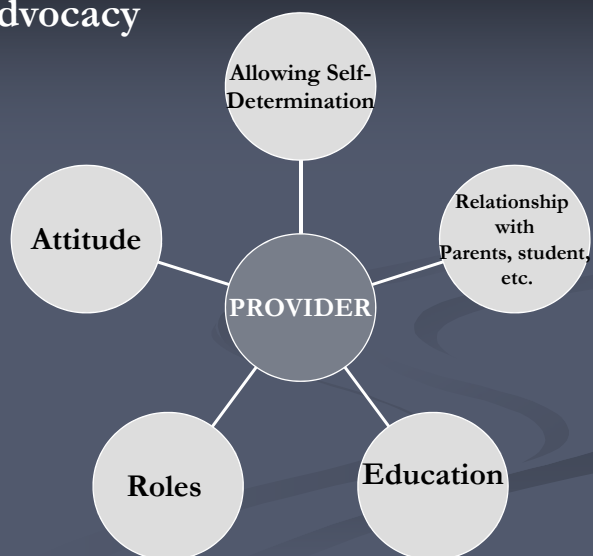 dvocacy
Allowing Self-
Determination
Relationship
with
Parents, student,
etc.
Attitude
PROVIDER
Education
Roles